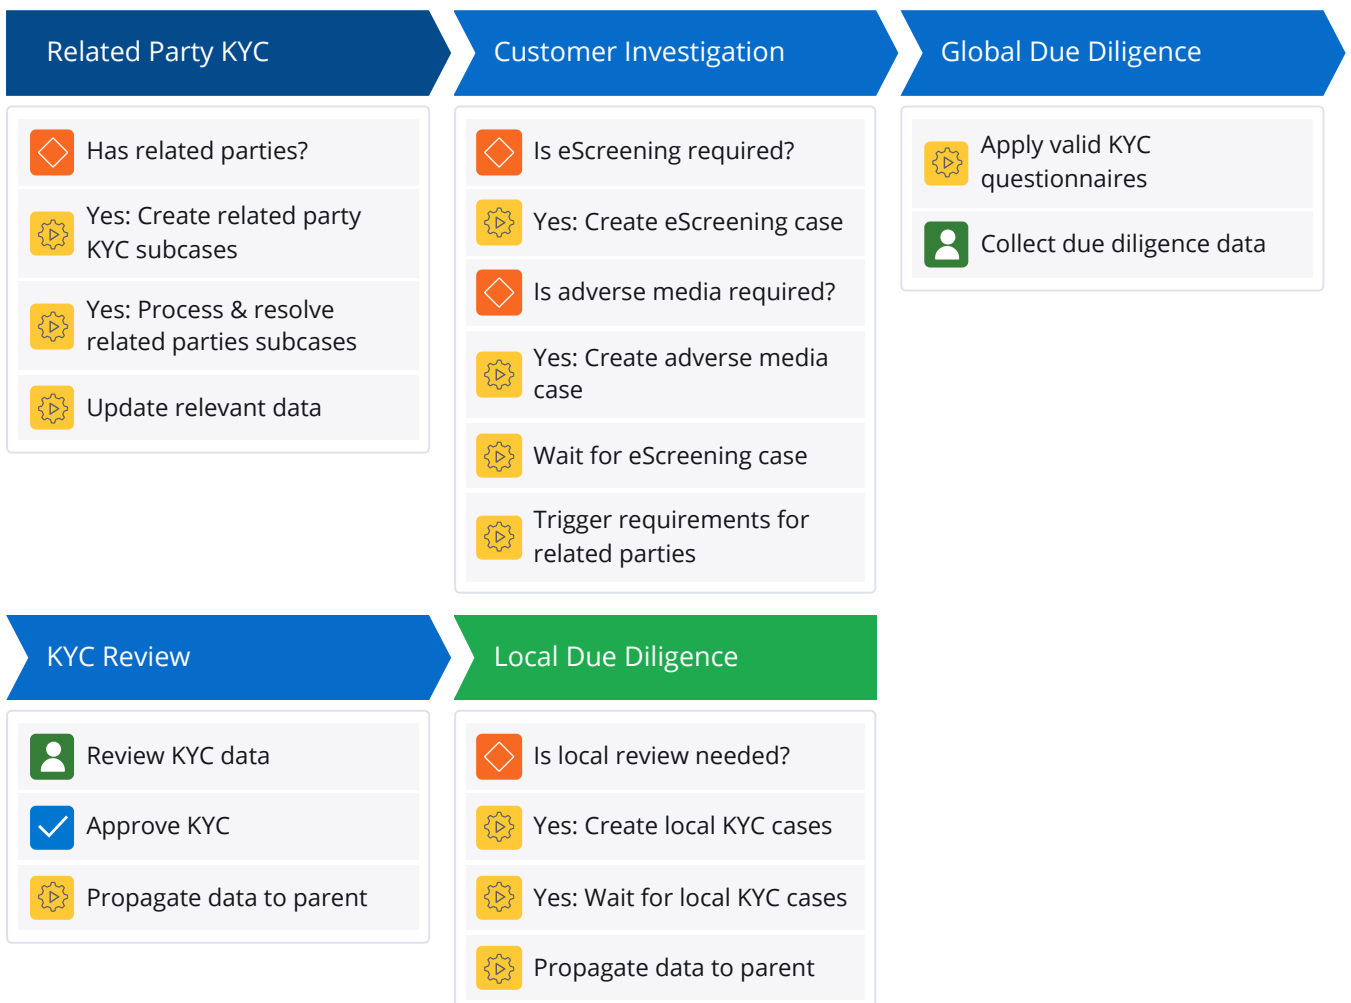 Related Party KYC
Has related parties?
Yes: Create related party
KYC subcases
Yes: Process & resolve
related parties subcases
Update relevant data
Customer Investigation
Is eScreening required?
Yes: Create eScreening case
Is adverse media required?
Yes: Create adverse media
case
Wait for eScreening case
Trigger requirements for
related parties
Global Due Diligence
Apply valid KYC
questionnaires
Collect due diligence data
KYC Review
Review KYC data
Approve KYC
Propagate data to parent
Local Due Diligence
Is local review needed?
Yes: Create local KYC cases
Yes: Wait for local KYC cases
Propagate data to parent